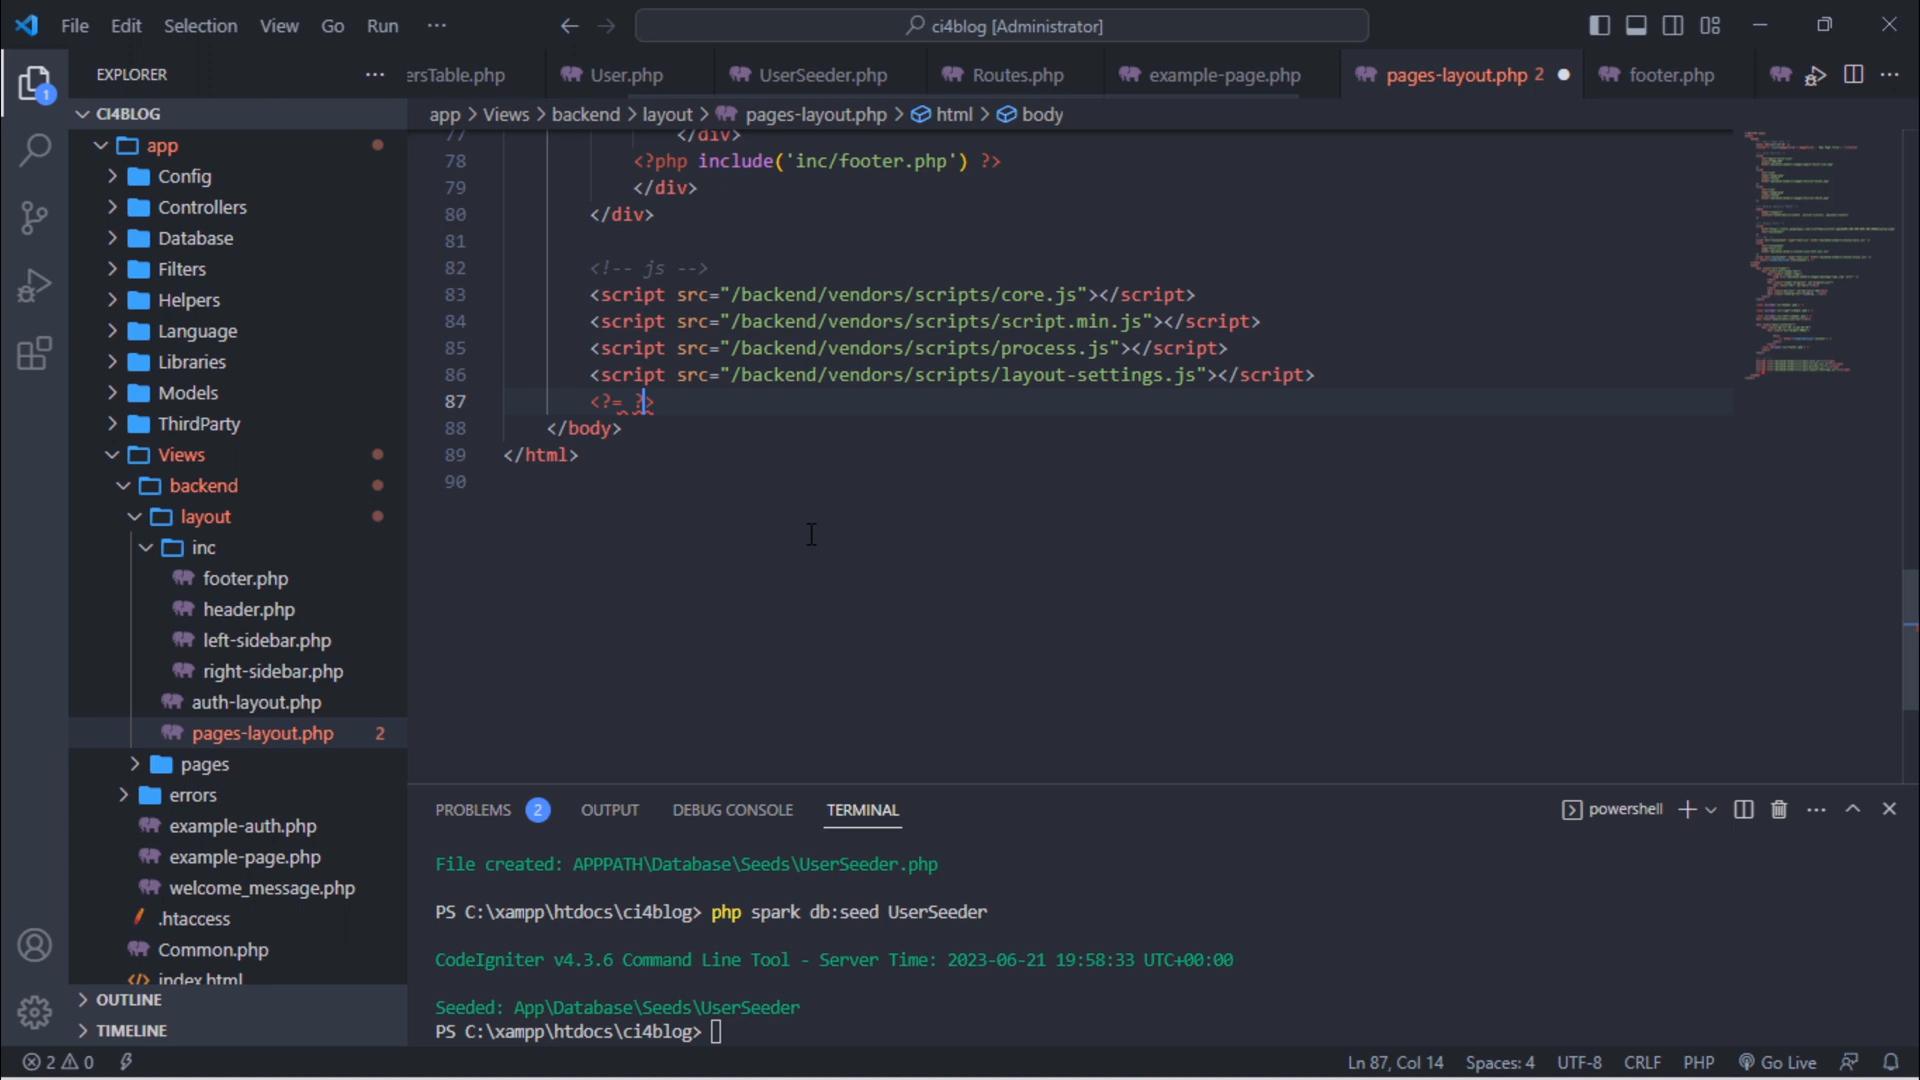 File Edit Selection View Go Run ··· ci4blog [Administrator]
EXPLORER ···
ersTable.php User.php UserSeeder.php Routes.php example-page.php pages-layout.php 2 footer.php ···
1
CI4BLOG
app > Views > backend > layout > pages-layout.php > html > body
app
Config
Controllers
Database
Filters
Helpers
Language
Libraries
Models
ThirdParty
Views
backend
layout
inc
footer.php
header.php
left-sidebar.php
right-sidebar.php
auth-layout.php
pages-layout.php 2
pages
errors
example-auth.php
example-page.php
welcome_message.php
.htaccess
Common.php
index.html
OUTLINE
TIMELINE
77 </div>
78 <?php include('inc/footer.php') ?>
79 </div>
80 </div>
81
82 <!-- js -->
83 <script src="/backend/vendors/scripts/core.js"></script>
84 <script src="/backend/vendors/scripts/script.min.js"></script>
85 <script src="/backend/vendors/scripts/process.js"></script>
86 <script src="/backend/vendors/scripts/layout-settings.js"></script>
87 <?= ?>
88 </body>
89 </html>
90
PROBLEMS 2 OUTPUT DEBUG CONSOLE TERMINAL powershell ···
File created: APPPATH\Database\Seeds\UserSeeder.php
PS C:\xampp\htdocs\ci4blog> php spark db:seed UserSeeder
CodeIgniter v4.3.6 Command Line Tool - Server Time: 2023-06-21 19:58:33 UTC+00:00
Seeded: App\Database\Seeds\UserSeeder
PS C:\xampp\htdocs\ci4blog>
2 0 Ln 87, Col 14 Spaces: 4 UTF-8 CRLF PHP Go Live